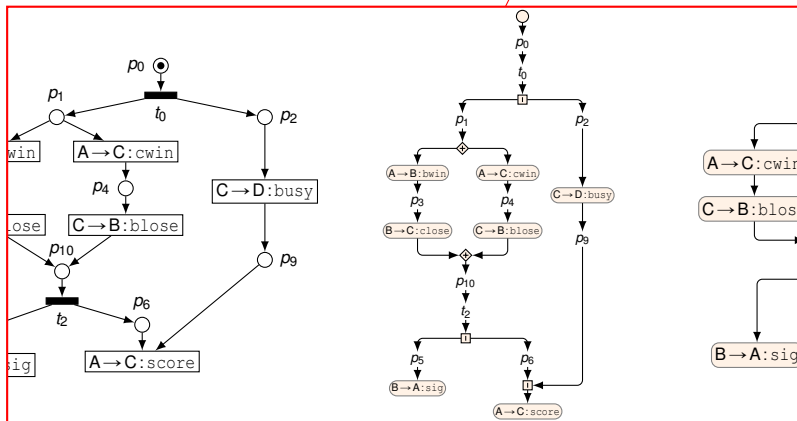 p0
p0
p1
t0
p2
t0
p1
p2
win
A→C:cwin
A→C:cwin
A→B:bwin
A→C:cwin
p4
C→D:busy
C→D:busy
p3
p4
C→B:blos
lose
C→B:blose
B→C:close
C→B:blose
p9
p10
p9
p10
t2
t2
p6
p5
p6
sig
A→C:score
B→A:sig
B→A:sig
A→C:score